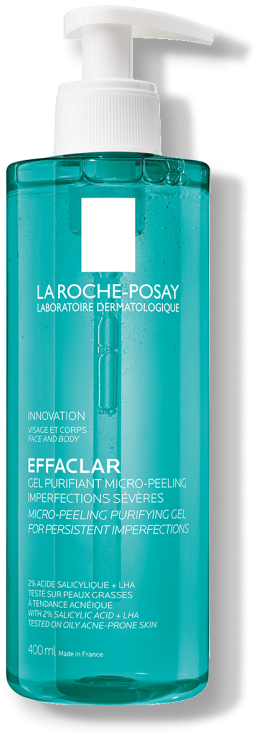 LA ROCHE-POSAY
LABORATOIRE DERMATOLOGIQUE
INNOVATION
VISAGE ET CORPS
FACE AND BODY
EFFACLAR
GEL PURIFIANT MICRO-PEELING
IMPERFECTIONS SÉVÈRES
MICRO-PEELING PURIFYING GEL
FOR PERSISTENT IMPERFECTIONS
2% ACIDE SALICYLIQUE + LHA
TESTÉ SUR PEAUX GRASSES
À TENDANCE ACNÉIQUE
WITH 2% SALICYLIC ACID + LHA
TESTED ON OILY ACNE-PRONE SKIN
400 ml Made in France